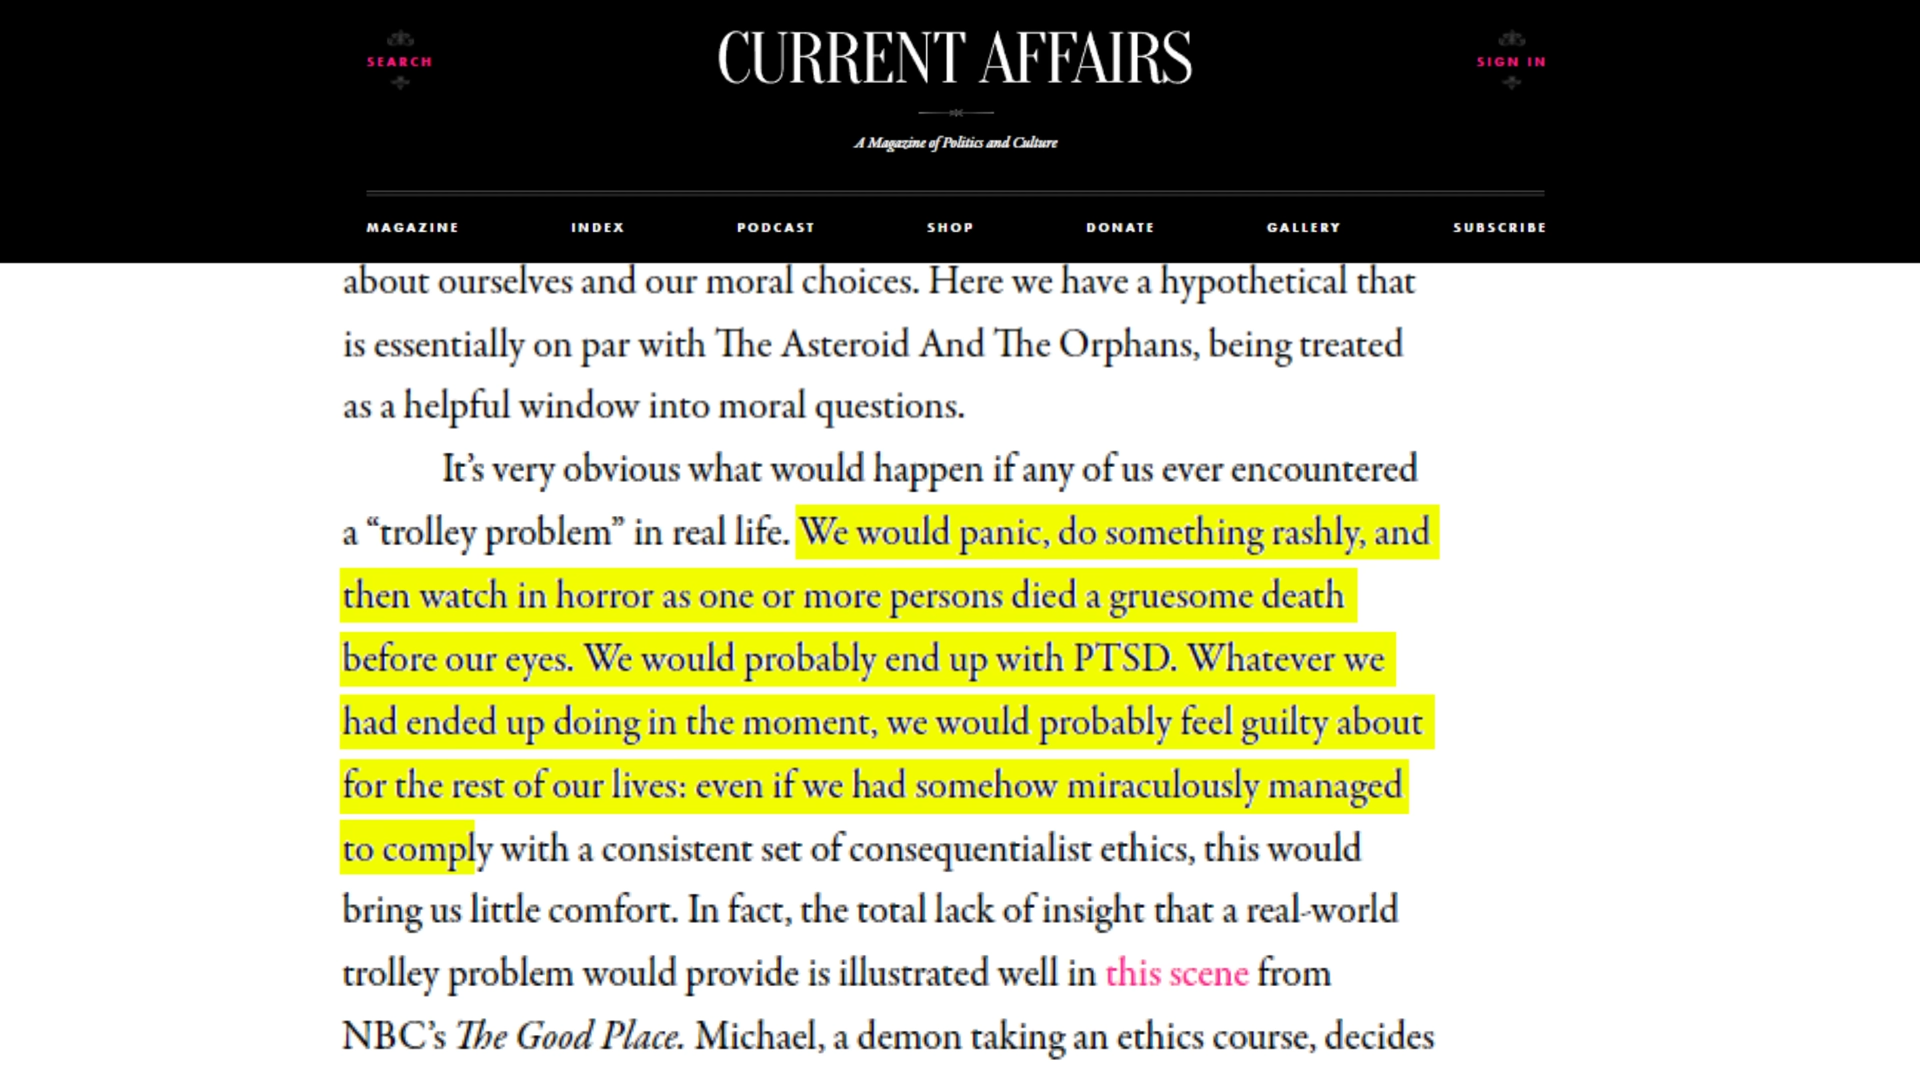 SEARCH
CURRENT AFFAIRS
SIGN IN
A Magazine of Politics and Culture
MAGAZINE INDEX PODCAST SHOP DONATE GALLERY SUBSCRIBE
about ourselves and our moral choices. Here we have a hypothetical that
is essentially on par with The Asteroid And The Orphans, being treated
as a helpful window into moral questions.
It’s very obvious what would happen if any of us ever encountered
a “trolley problem” in real life. We would panic, do something rashly, and
then watch in horror as one or more persons died a gruesome death
before our eyes. We would probably end up with PTSD. Whatever we
had ended up doing in the moment, we would probably feel guilty about
for the rest of our lives: even if we had somehow miraculously managed
to comply with a consistent set of consequentialist ethics, this would
bring us little comfort. In fact, the total lack of insight that a real-world
trolley problem would provide is illustrated well in this scene from
NBC’s The Good Place. Michael, a demon taking an ethics course, decides